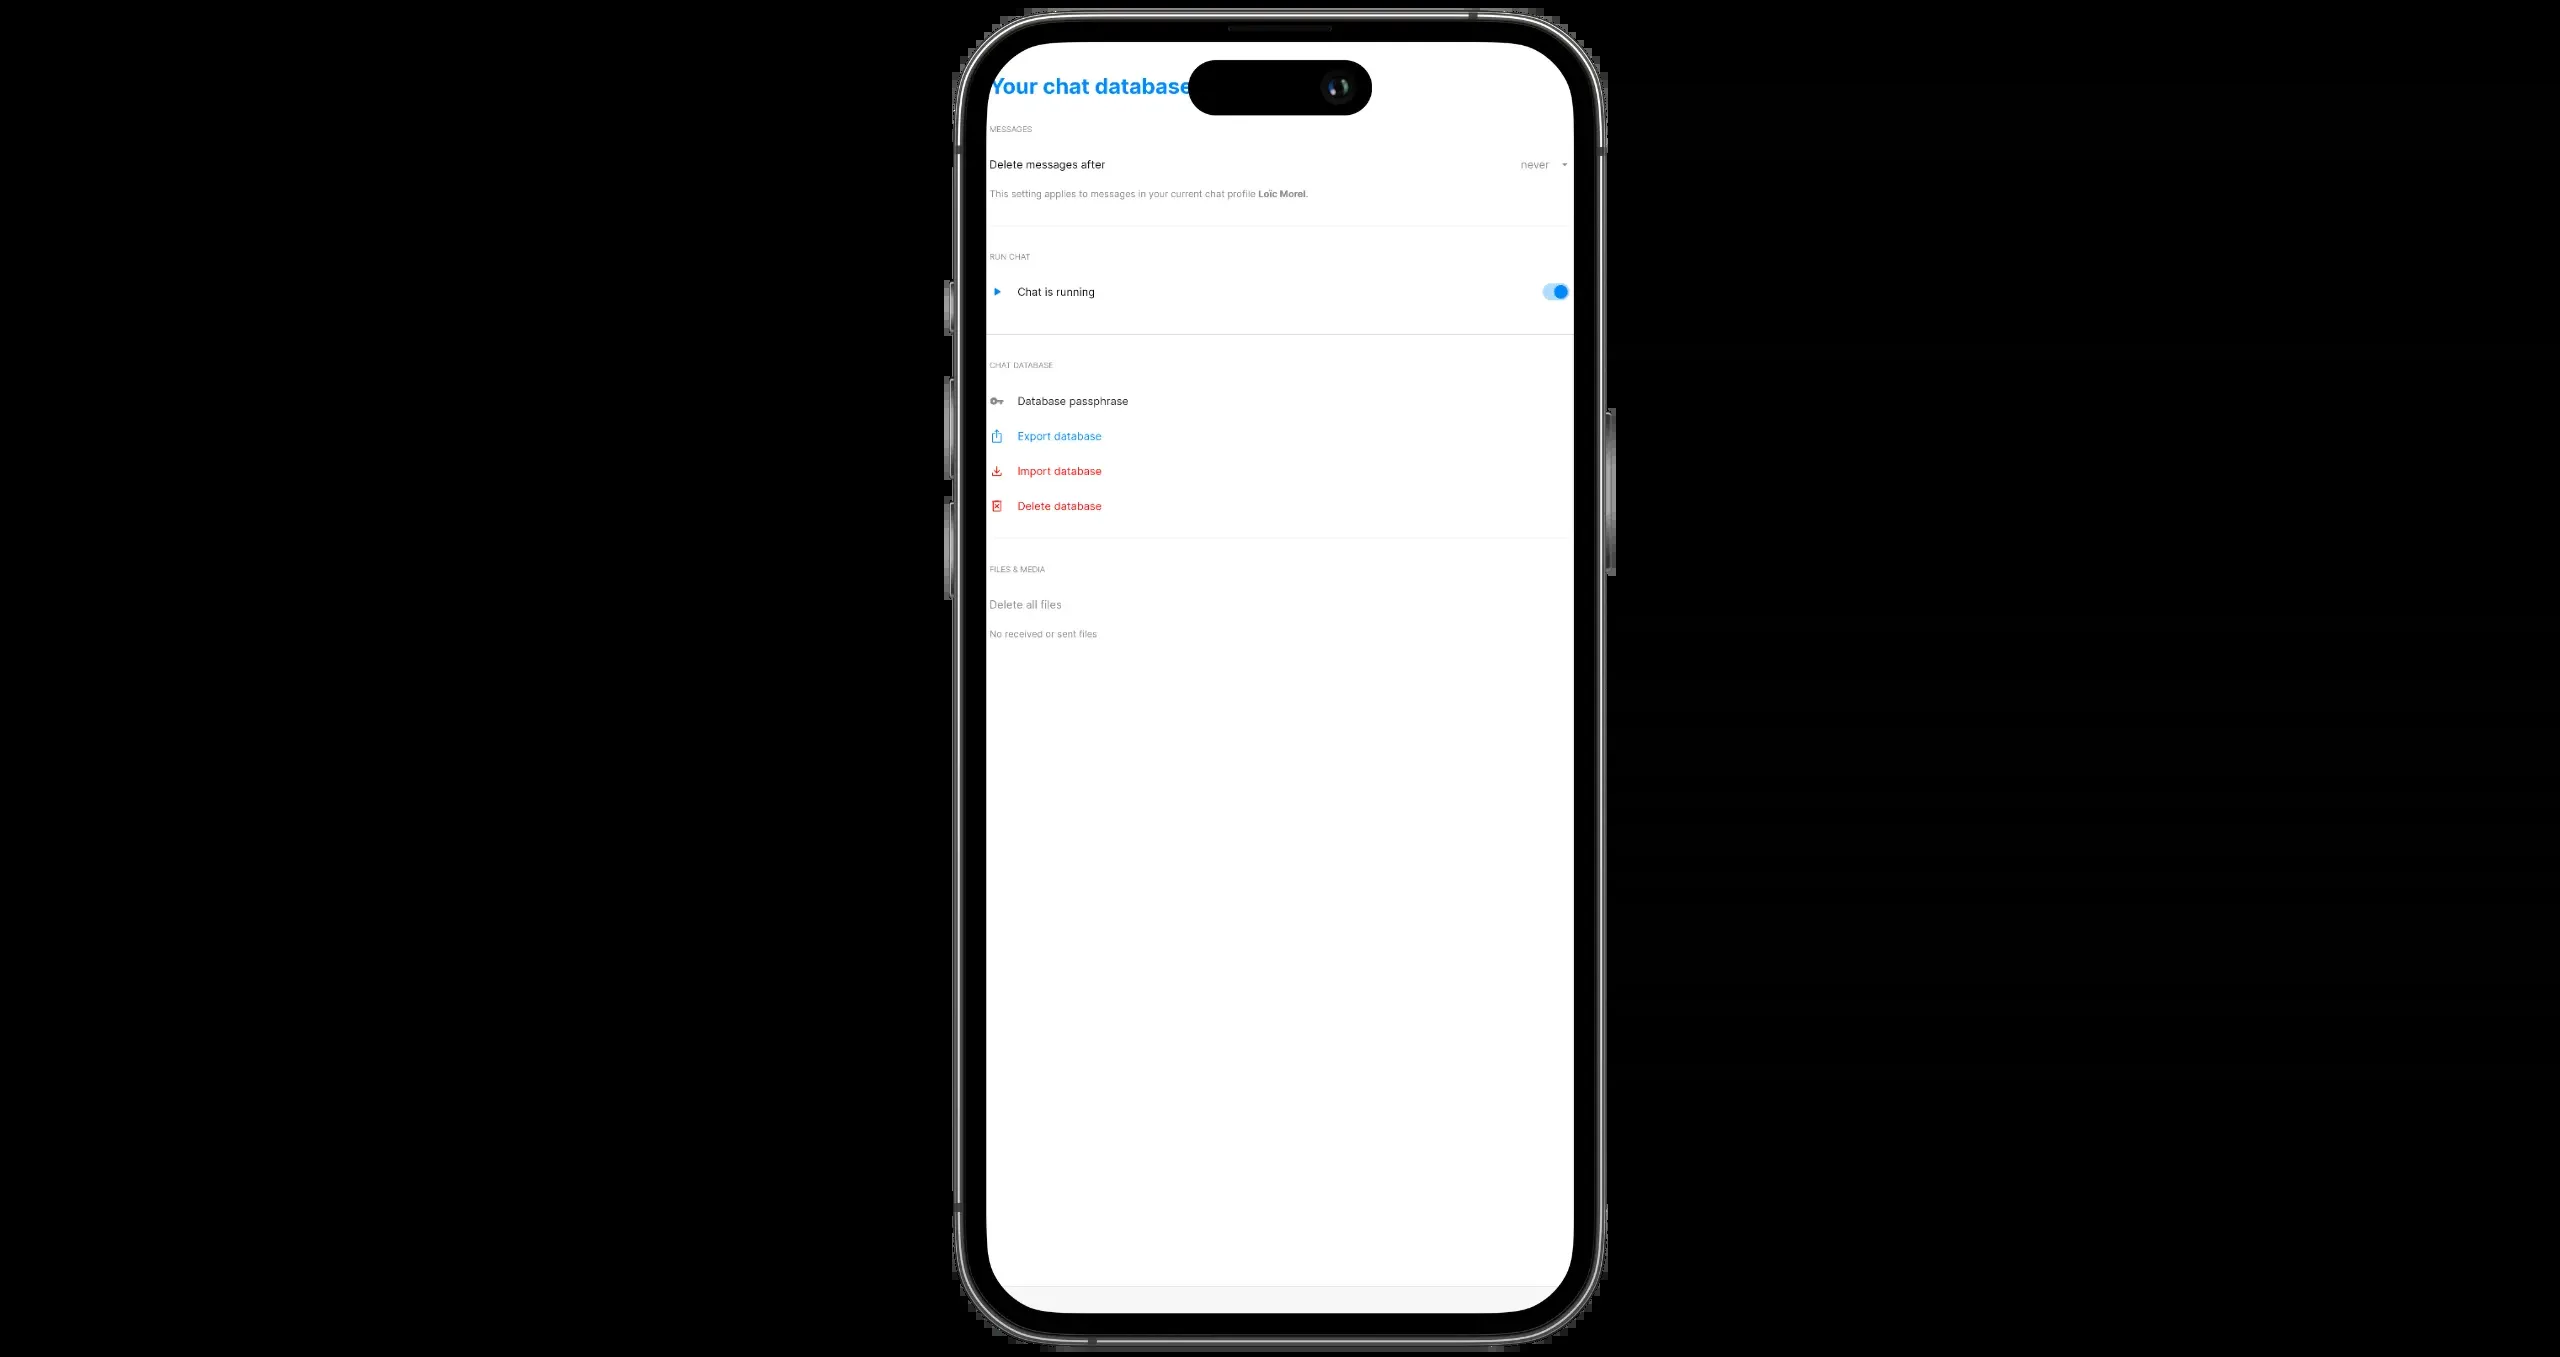 Your chat database
MESSAGES
Delete messages after never
This setting applies to messages in your current chat profile Loïc Morel.
RUN CHAT
Chat is running
CHAT DATABASE
Database passphrase
Export database
Import database
Delete database
FILES & MEDIA
Delete all files
No received or sent files